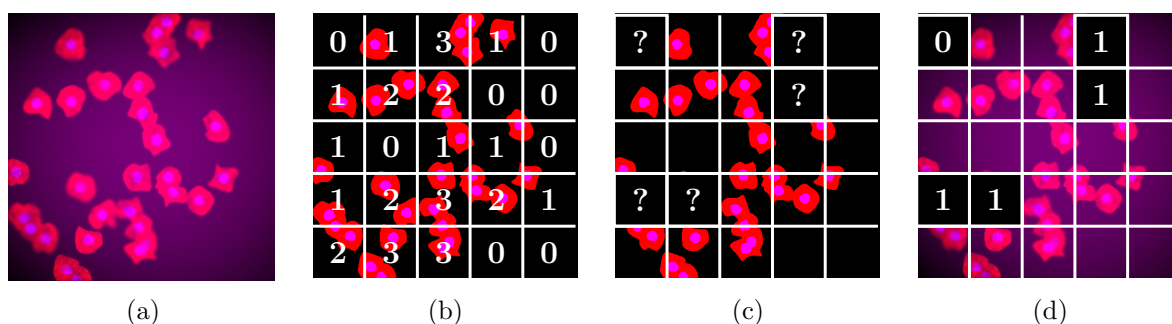 0 1 3 1 0
1 2 2 0 0
1 0 1 1 0
1 2 3 2 1
2 3 3 0 0
? ?
?
? ?
0 1
1
1 1
(a) (b) (c) (d)